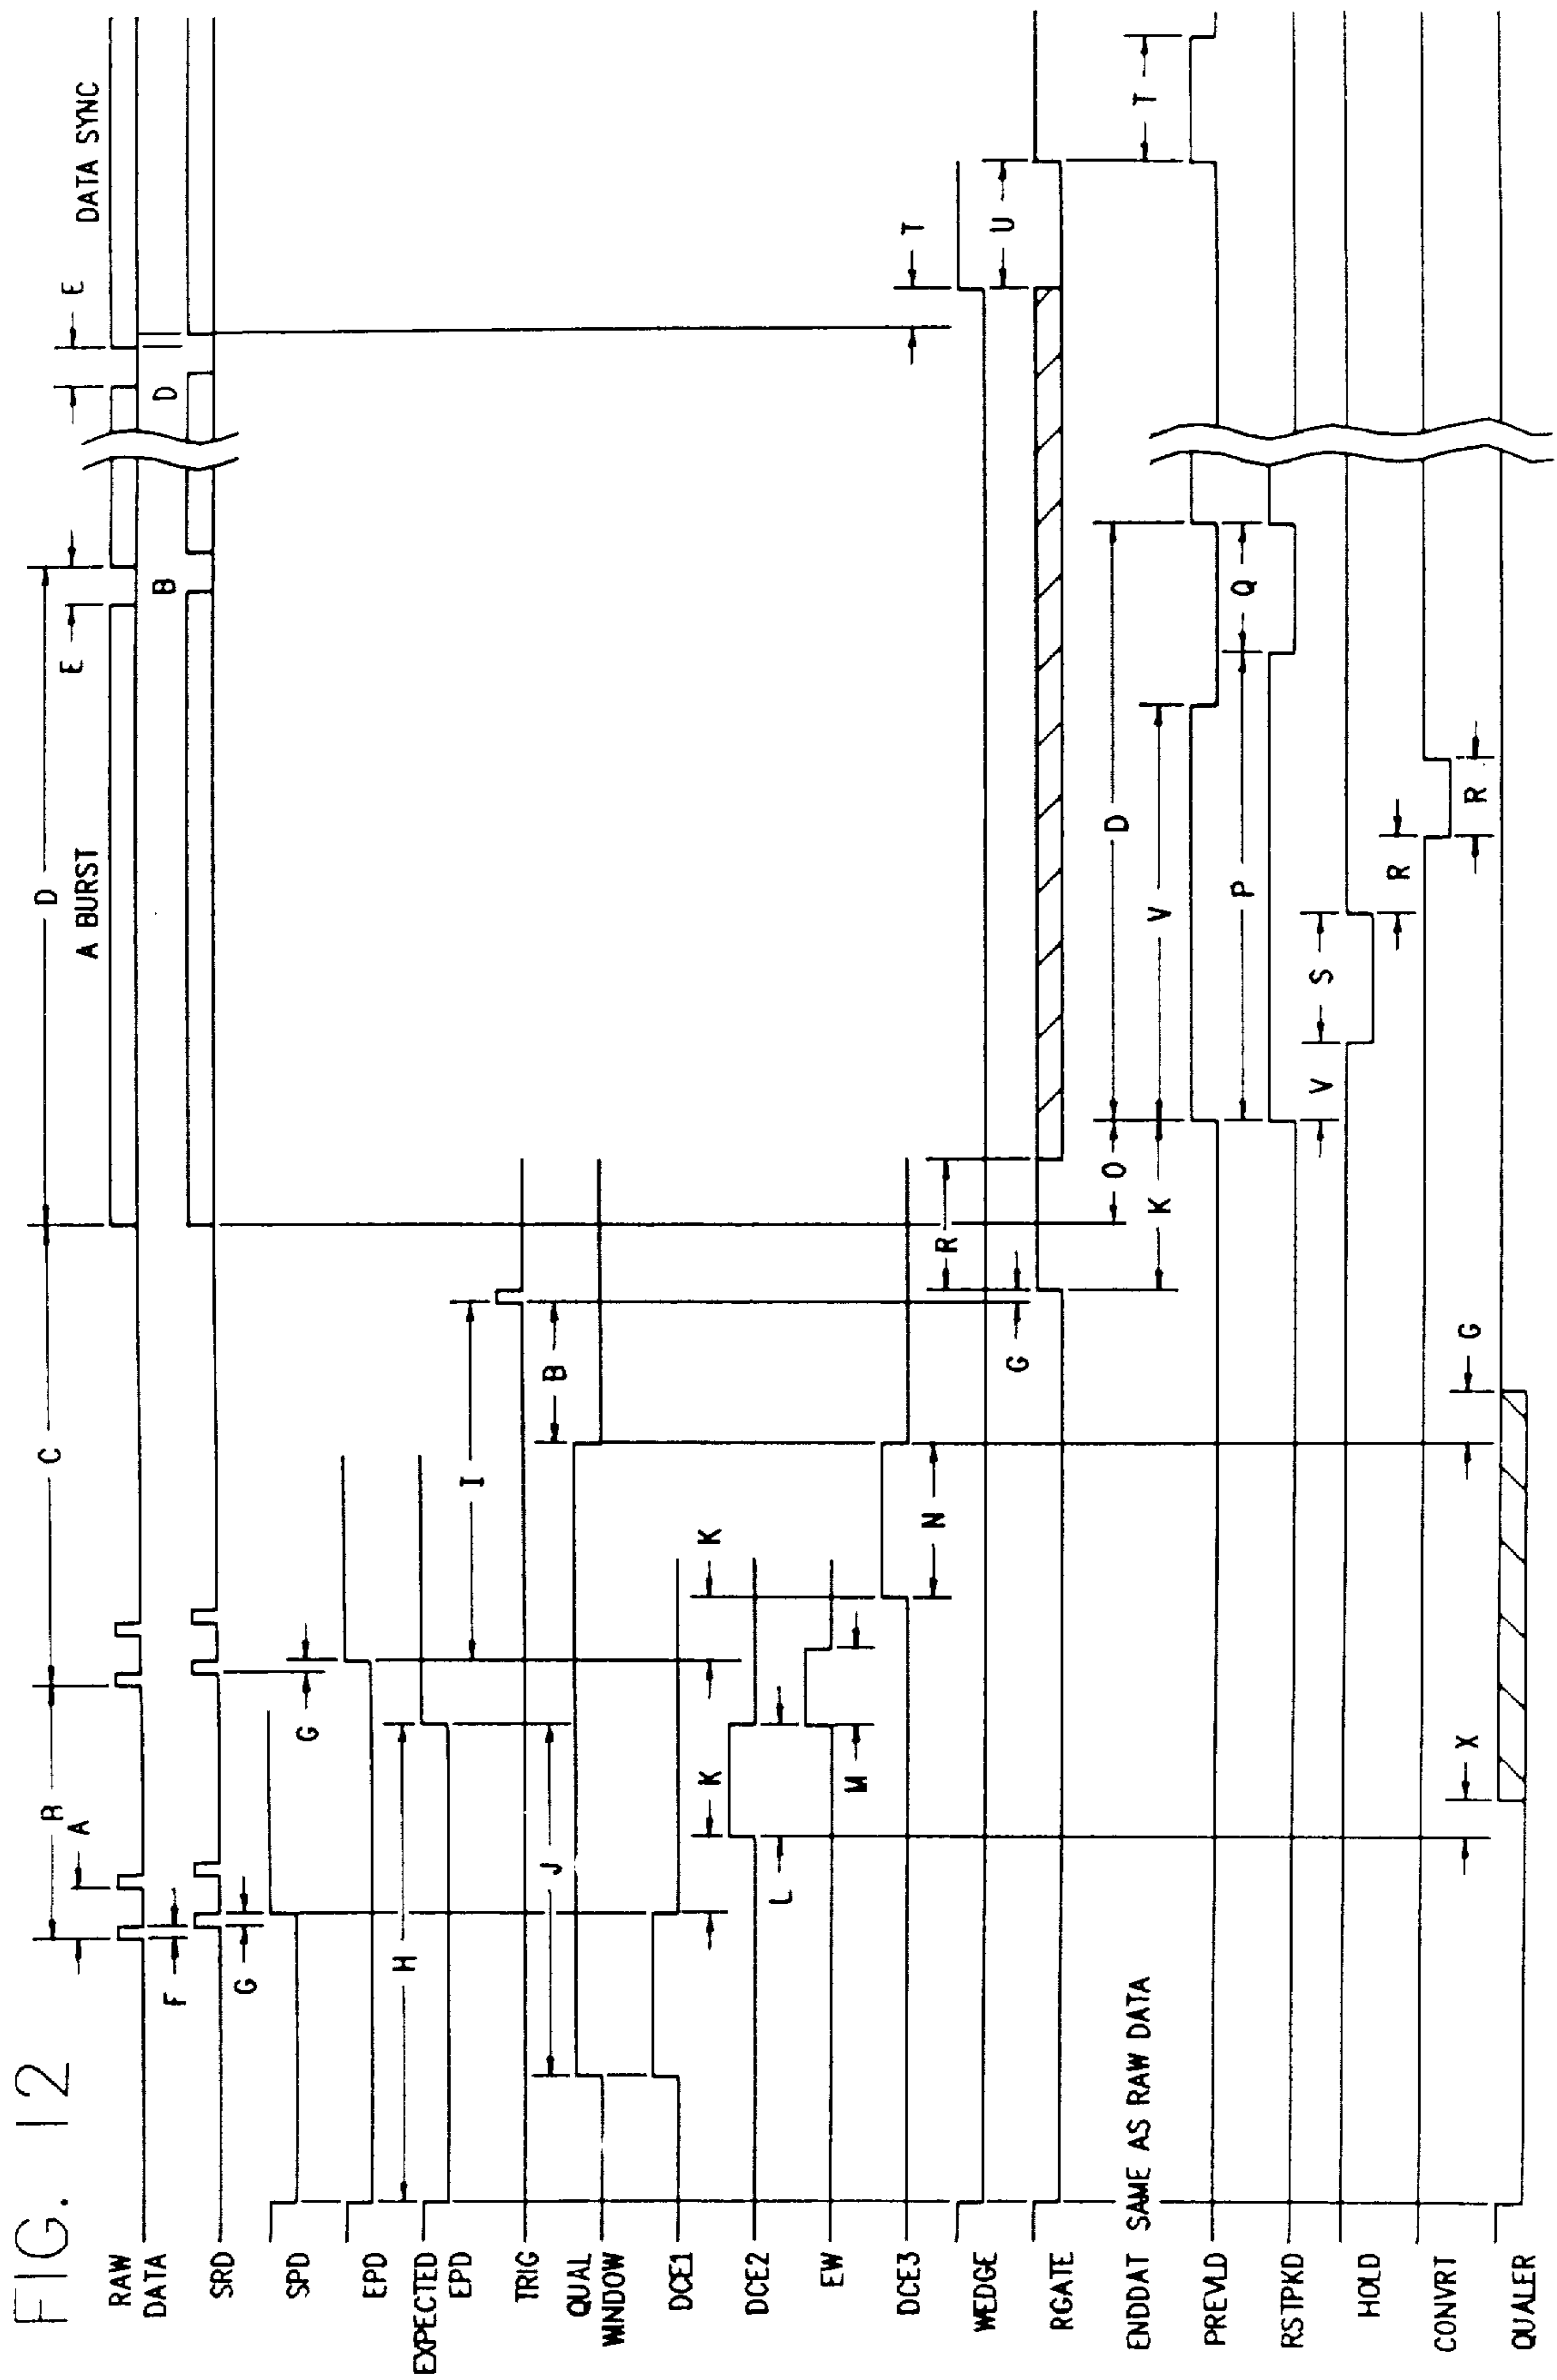 FIG. 12
D
C
B
A
E
A BURST
E DATA SYNC
RAW
DATA
F
B
D
SRD
G
SPD
G
EPD
EXPECTED
EPD
H
I
TRIG
QUAL
WINDOW
J
B
DCE1
K
K
DCE2
L
EW
M
DCE3
N
R
T
WEDGE
G
U
RGATE
ENDDAT SAME AS RAW DATA
O
D
K
V
T
PREVLD
P
Q
RSTPKD
V
S
HOLD
R
CONVRT
X
G
R
QUALER